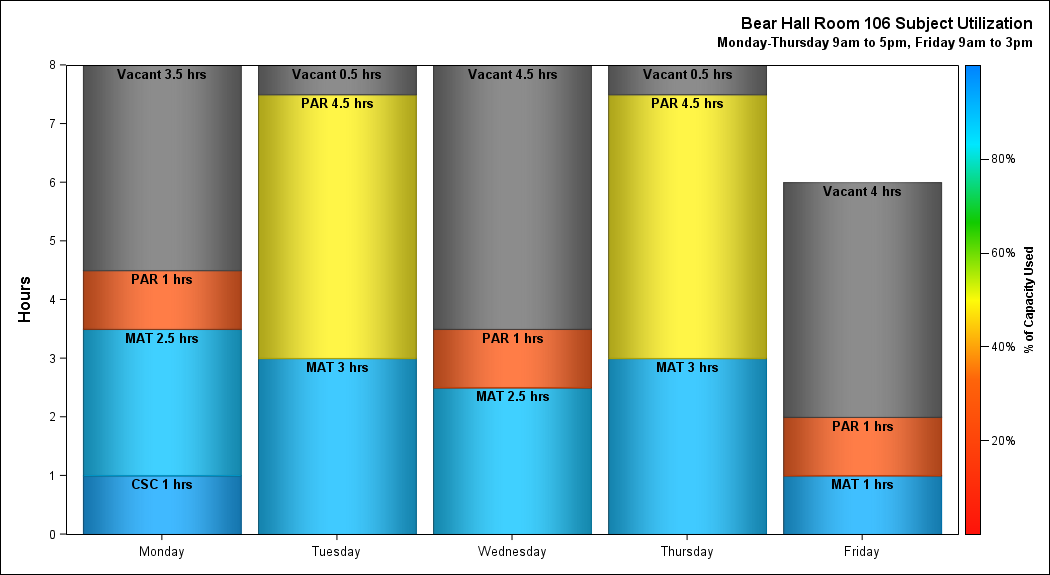 Bear Hall Room 106 Subject Utilization
Monday-Thursday 9am to 5pm, Friday 9am to 3pm
Hours
8
7
6
5
4
3
2
1
0
Vacant 3.5 hrs
PAR 1 hrs
MAT 2.5 hrs
CSC 1 hrs
Vacant 0.5 hrs
PAR 4.5 hrs
MAT 3 hrs
Vacant 4.5 hrs
PAR 1 hrs
MAT 2.5 hrs
Vacant 0.5 hrs
PAR 4.5 hrs
MAT 3 hrs
Vacant 4 hrs
PAR 1 hrs
MAT 1 hrs
Monday
Tuesday
Wednesday
Thursday
Friday
80%
60%
40%
20%
% of Capacity Used